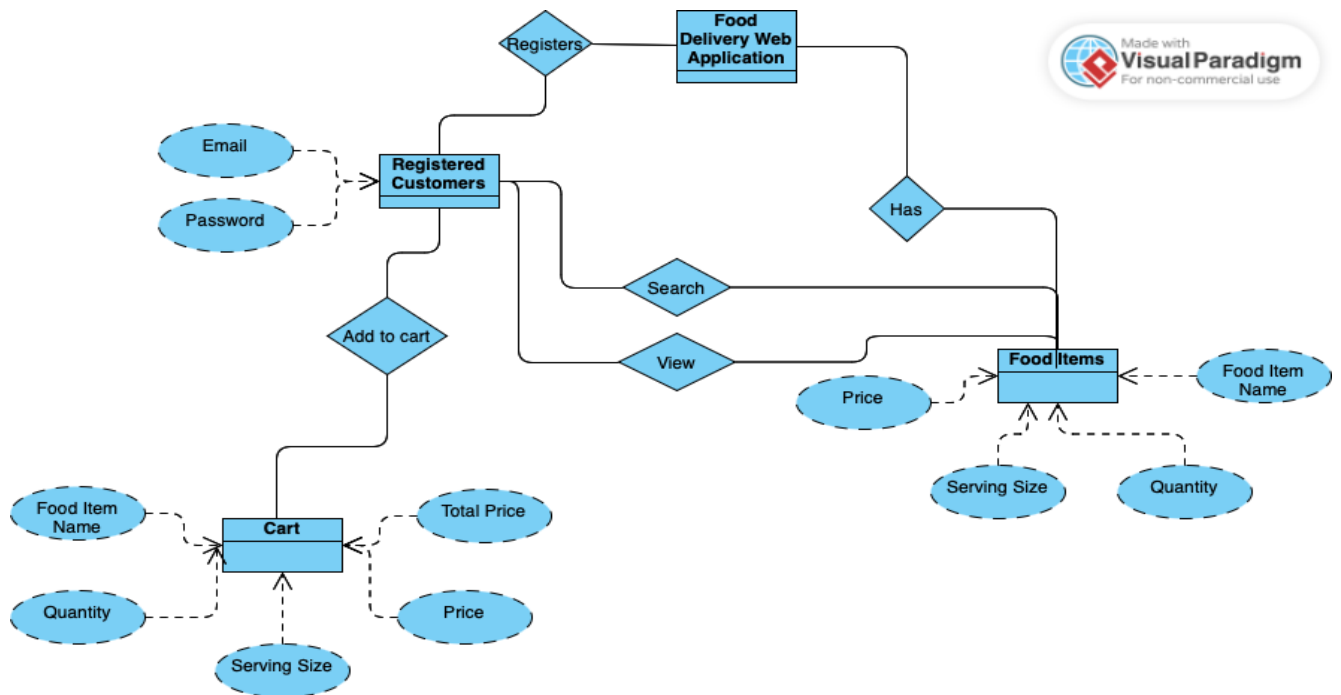 Food
Delivery Web
Application
Registers
Made with
Visual Paradigm
For non-commercial use
Email
Registered
Customers
Password
Has
Search
Add to cart
View
Food Items
Food Item
Name
Price
Serving Size
Quantity
Food Item
Name
Total Price
Cart
Quantity
Price
Serving Size